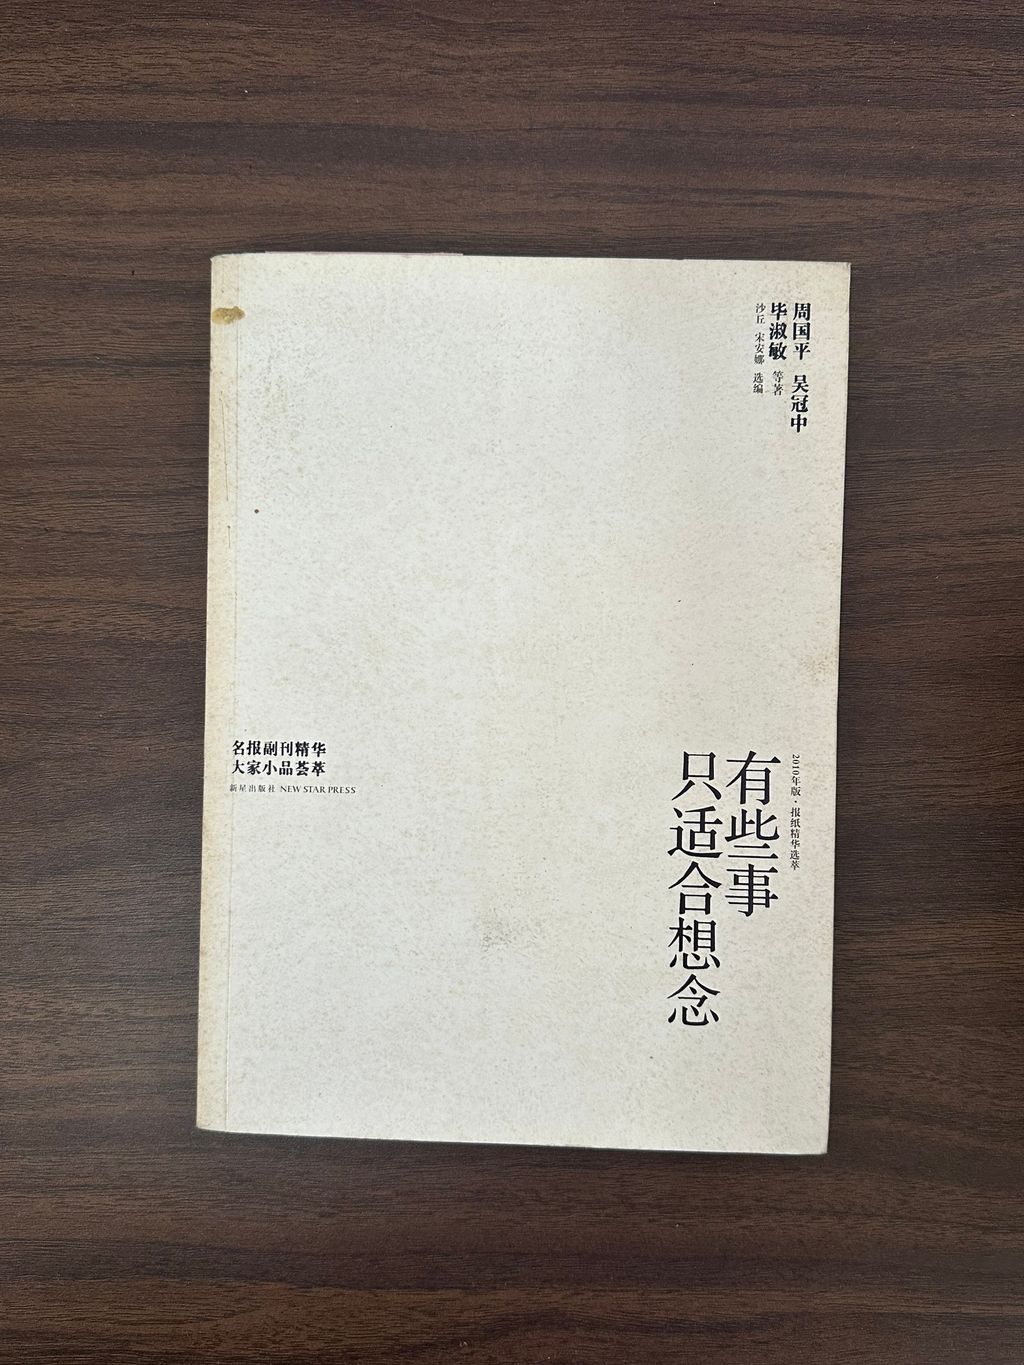 周国平 吴冠中
毕淑敏 等著
沙丘 宋安娜 选编
2010年版·报纸精华选萃
有些事
只适合想念
名报副刊精华
大家小品荟萃
新星出版社 NEW STAR PRESS